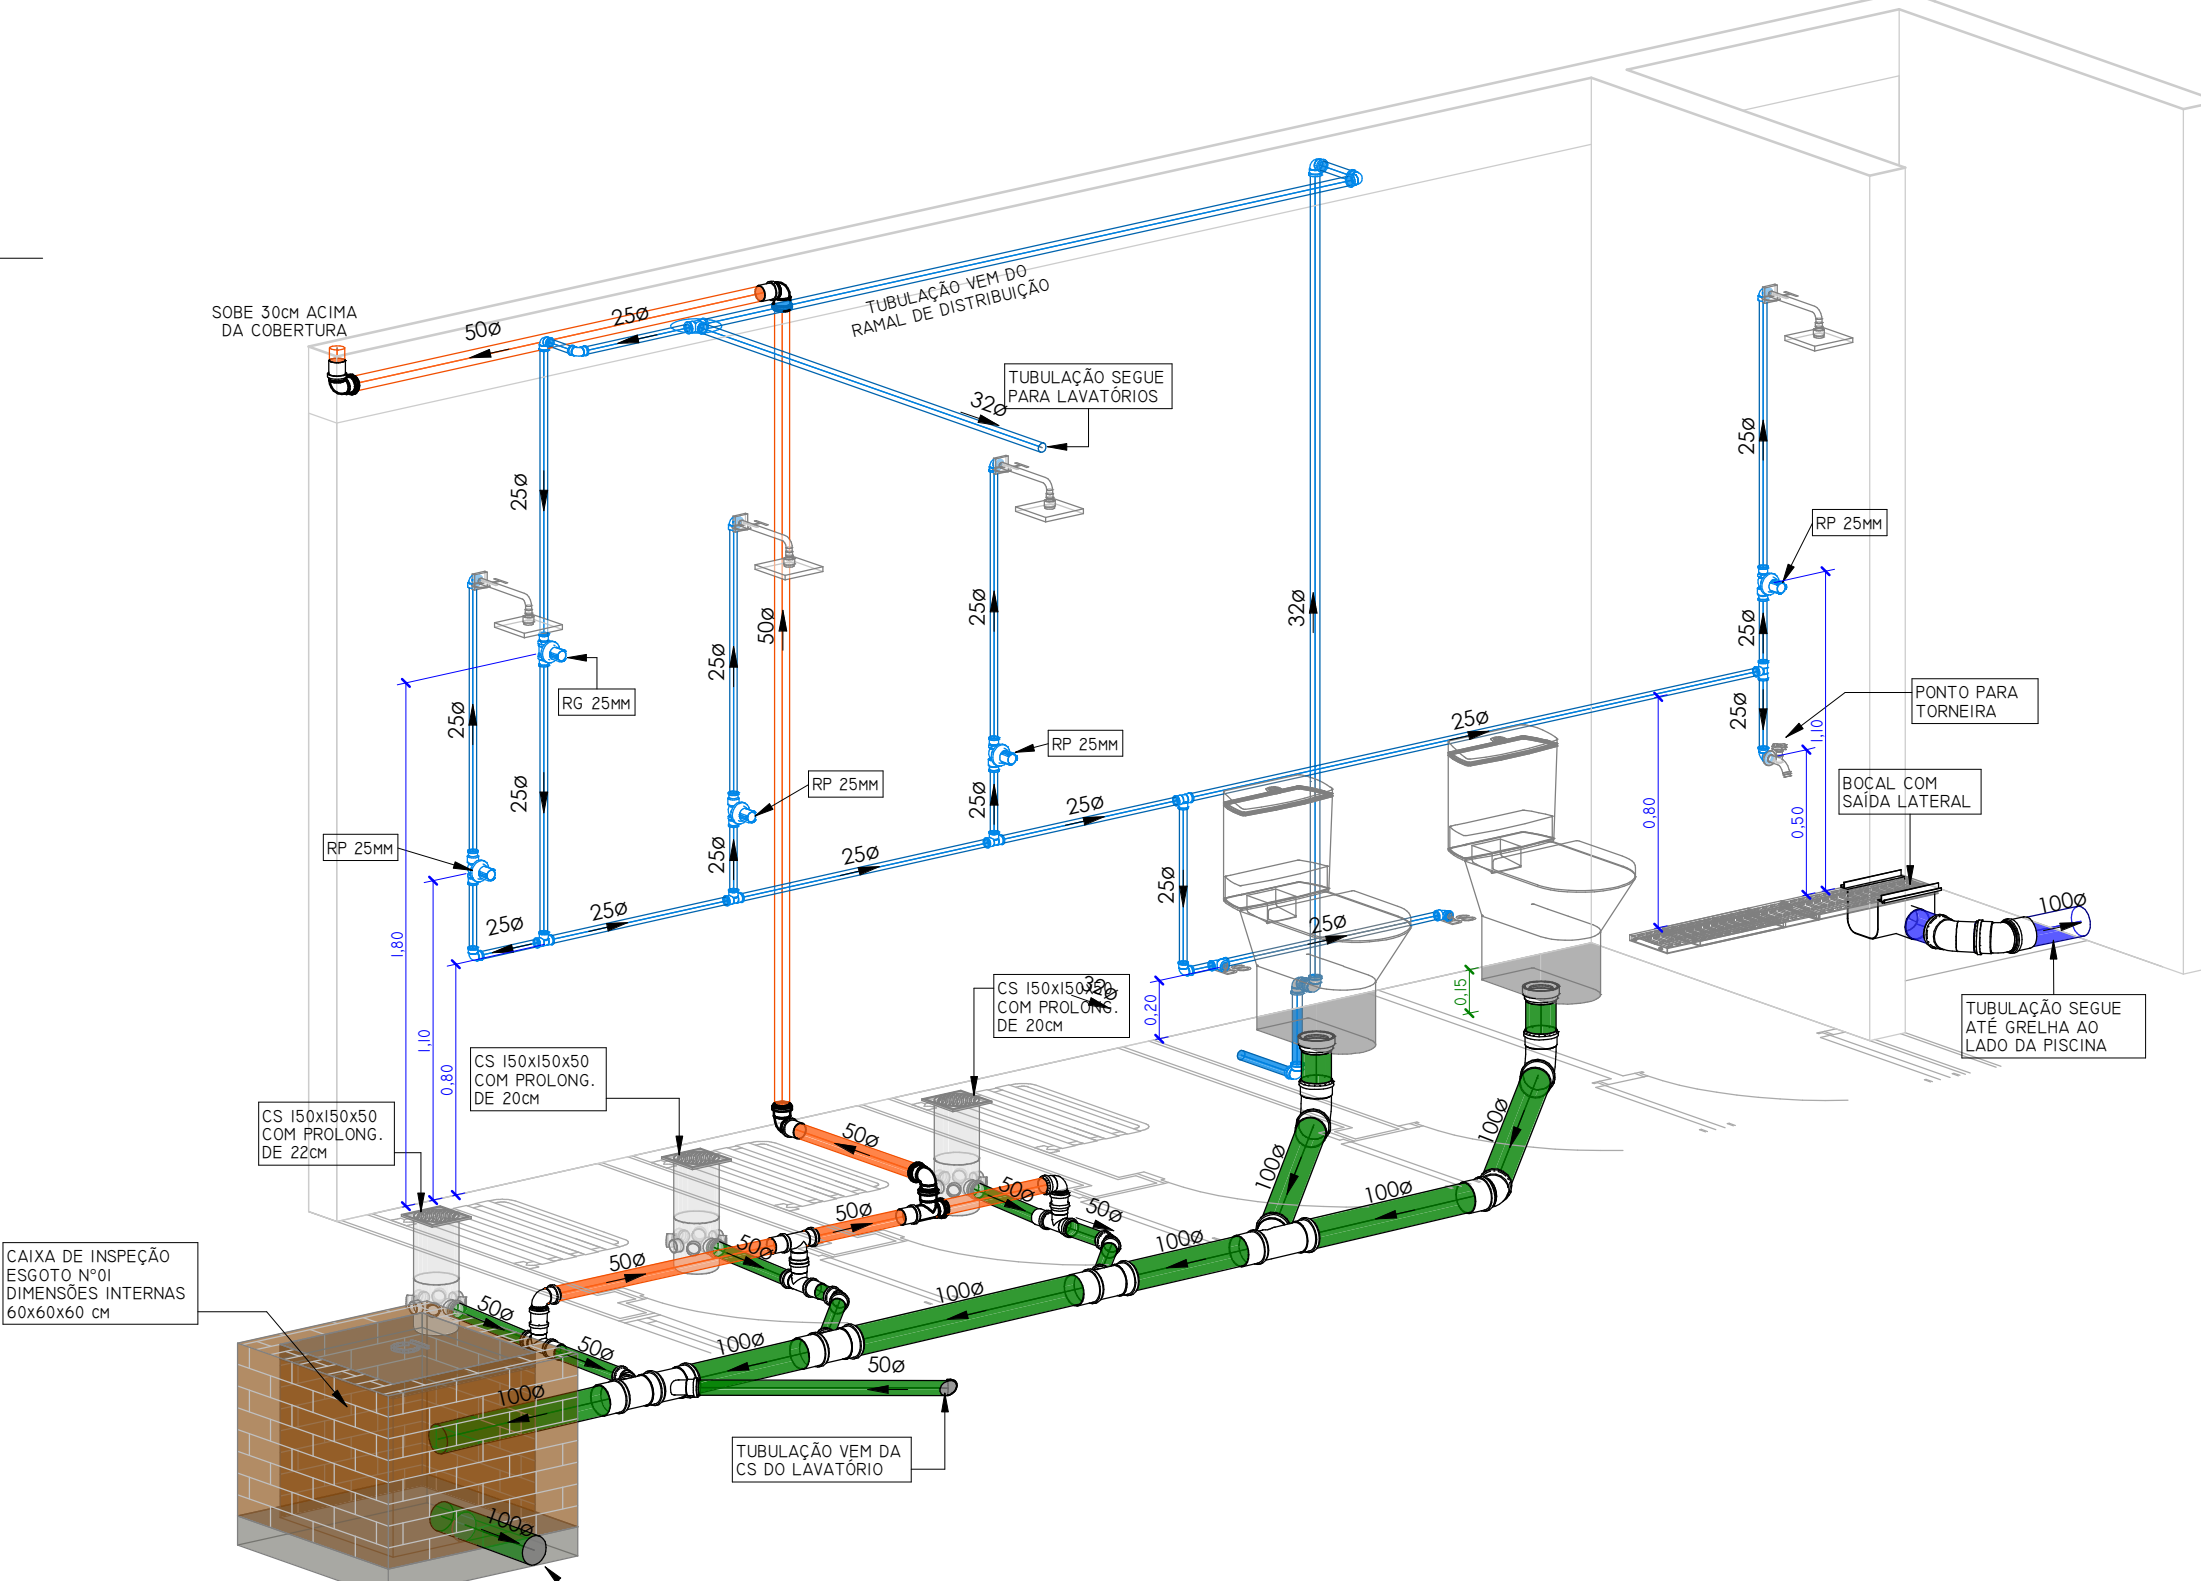 SOBE 30CM ACIMA
DA COBERTURA
50ø
25ø
TUBULAÇÃO VEM DO
RAMAL DE DISTRIBUIÇÃO
TUBULAÇÃO SEGUE
PARA LAVATÓRIOS
32ø
25ø
25ø
RP 25MM
25ø
25ø
PONTO PARA
TORNEIRA
1,10
0,50
0,80
BOCAL COM
SAÍDA LATERAL
100ø
TUBULAÇÃO SEGUE
ATÉ GRELHA AO
LADO DA PISCINA
25ø
RG 25MM
25ø
25ø
RP 25MM
25ø
25ø
25ø
RP 25MM
25ø
50ø
25ø
RP 25MM
25ø
32ø
25ø
25ø
25ø
25ø
25ø
1,80
1,10
0,80
0,20
0,15
CS 150X150X50
COM PROLONG.
DE 20CM
32ø
CS 150X150X50
COM PROLONG.
DE 20CM
CS 150X150X50
COM PROLONG.
DE 22CM
CAIXA DE INSPEÇÃO
ESGOTO Nº01
DIMENSÕES INTERNAS
60X60X60 CM
50ø
50ø
50ø
50ø
50ø
50ø
50ø
50ø
100ø
100ø
100ø
100ø
100ø
100ø
50ø
100ø
TUBULAÇÃO VEM DA
CS DO LAVATÓRIO
100ø